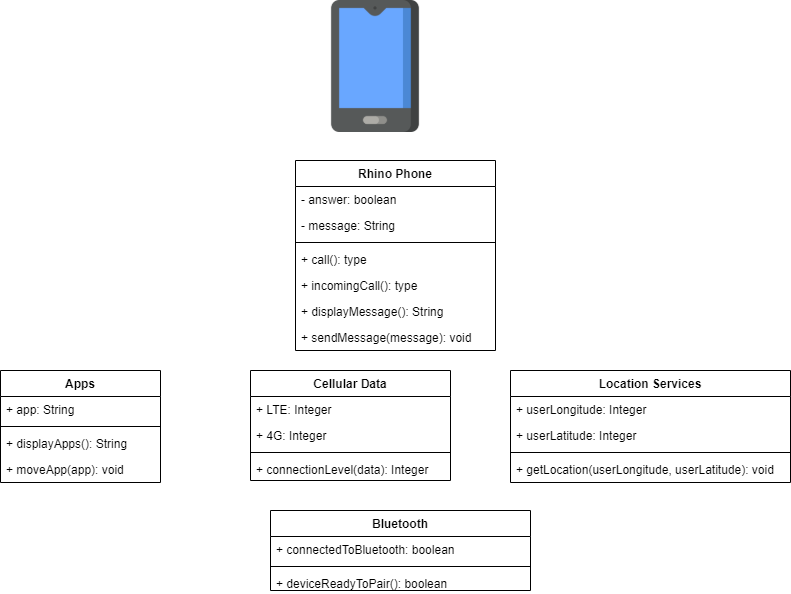 Rhino Phone
- answer: boolean
- message: String
+ call(): type
+ incomingCall(): type
+ displayMessage(): String
+ sendMessage(message): void
Apps
+ app: String
+ displayApps(): String
+ moveApp(app): void
Cellular Data
+ LTE: Integer
+ 4G: Integer
+ connectionLevel(data): Integer
Location Services
+ userLongitude: Integer
+ userLatitude: Integer
+ getLocation(userLongitude, userLatitude): void
Bluetooth
+ connectedToBluetooth: boolean
+ deviceReadyToPair(): boolean